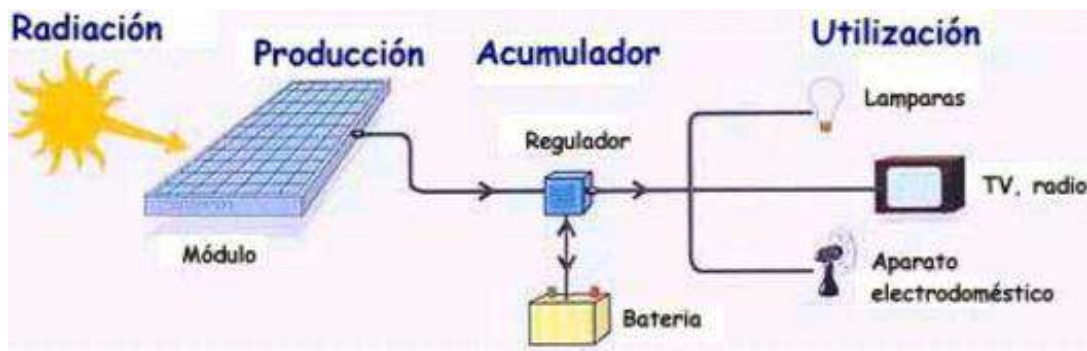 Radiación
Producción
Acumulador
Utilización
Lamparas
Regulador
TV, radio
Módulo
Aparato
electrodoméstico
Bateria